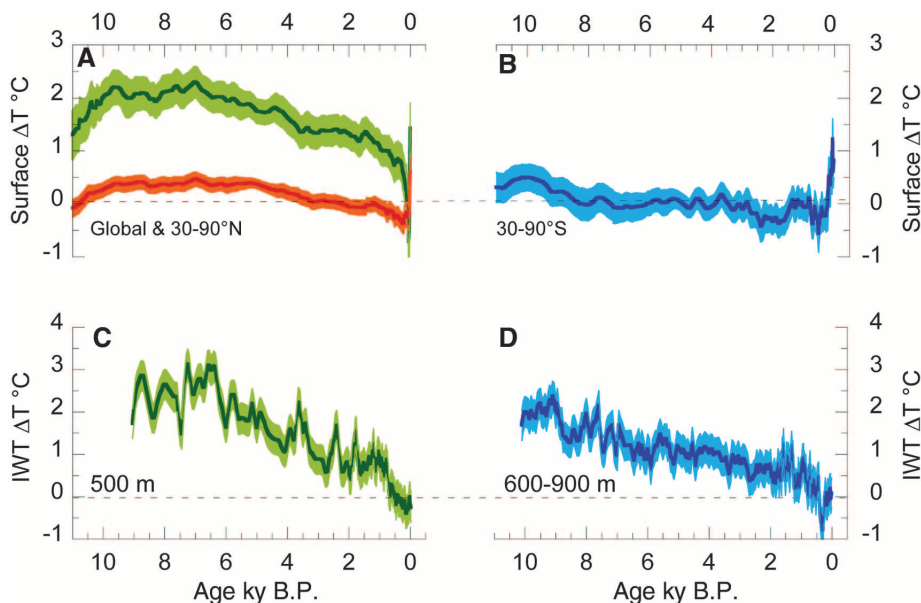 10 8 6 4 2 0
10 8 6 4 2 0
3
2
1
0
-1
Surface ΔT °C
A
Global & 30-90°N
B
30-90°S
3
2
1
0
-1
Surface ΔT °C
4
3
2
1
0
-1
IWT ΔT °C
C
500 m
D
600-900 m
4
3
2
1
0
-1
IWT ΔT °C
10 8 6 4 2 0
10 8 6 4 2 0
Age ky B.P.
Age ky B.P.